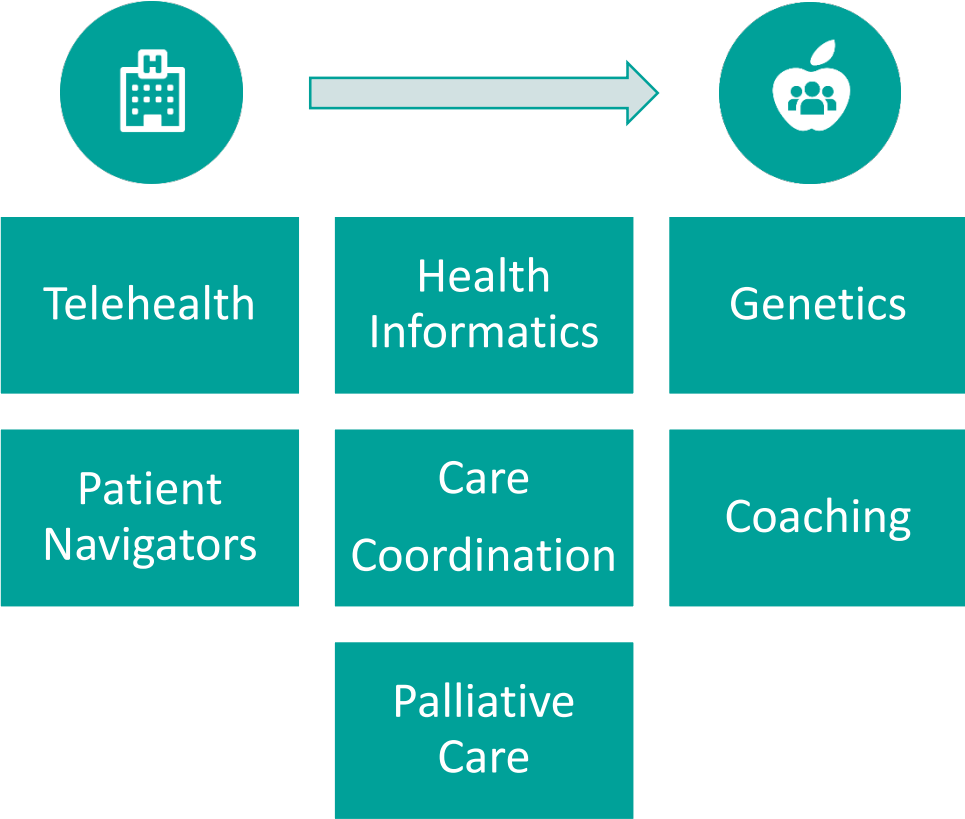 H
Telehealth
Health
Informatics
Genetics
Patient
Navigators
Care
Coordination
Coaching
Palliative
Care